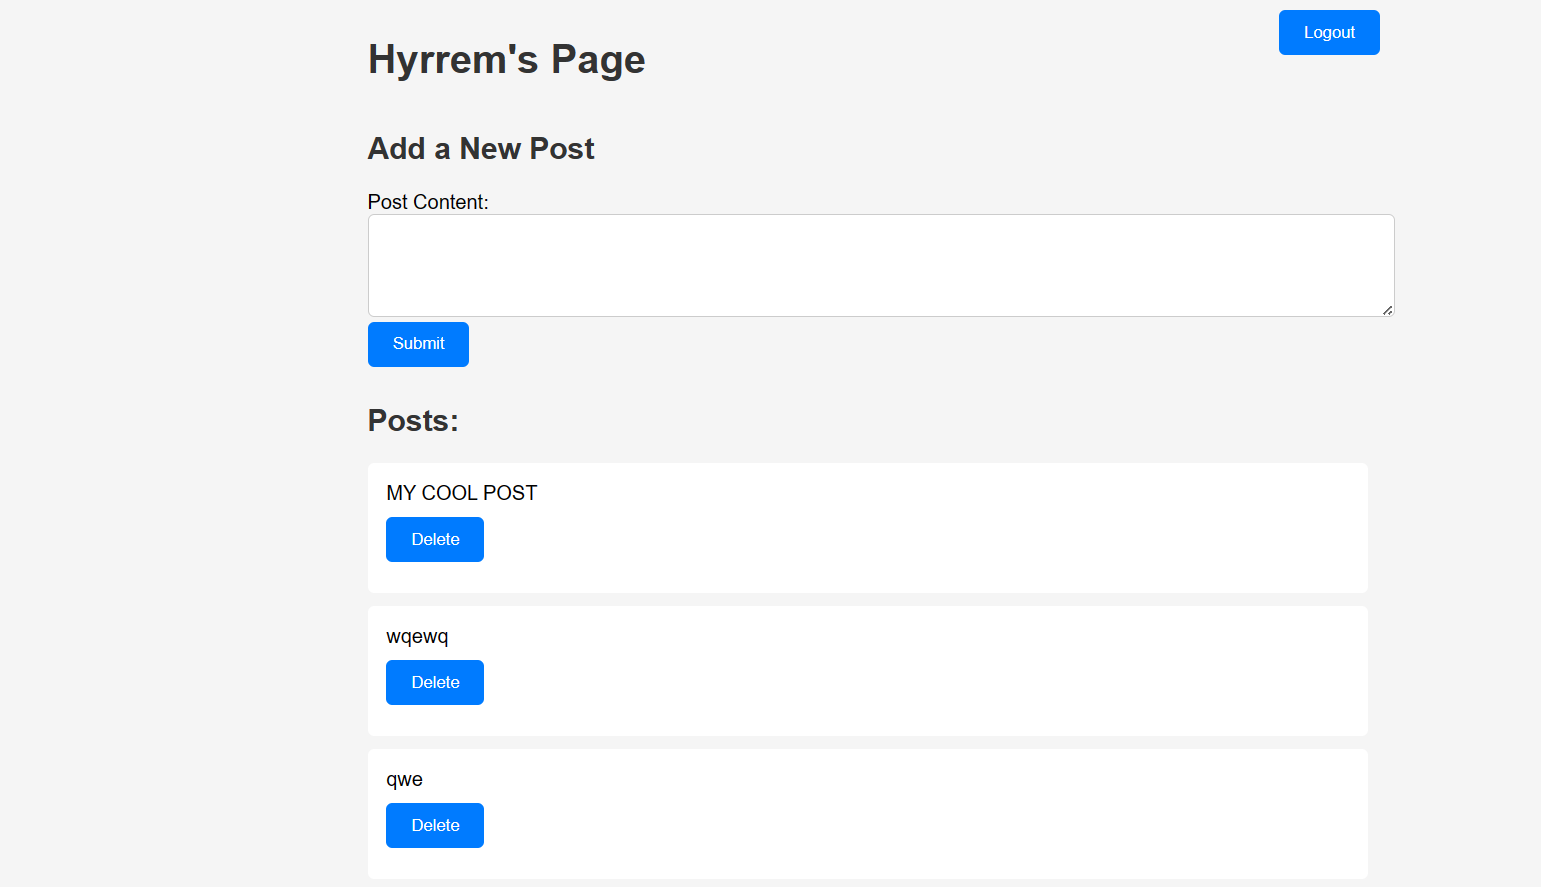 Logout
Hyrrem's Page
Add a New Post
Post Content:
Submit
Posts:
MY COOL POST
Delete
wqewq
Delete
qwe
Delete